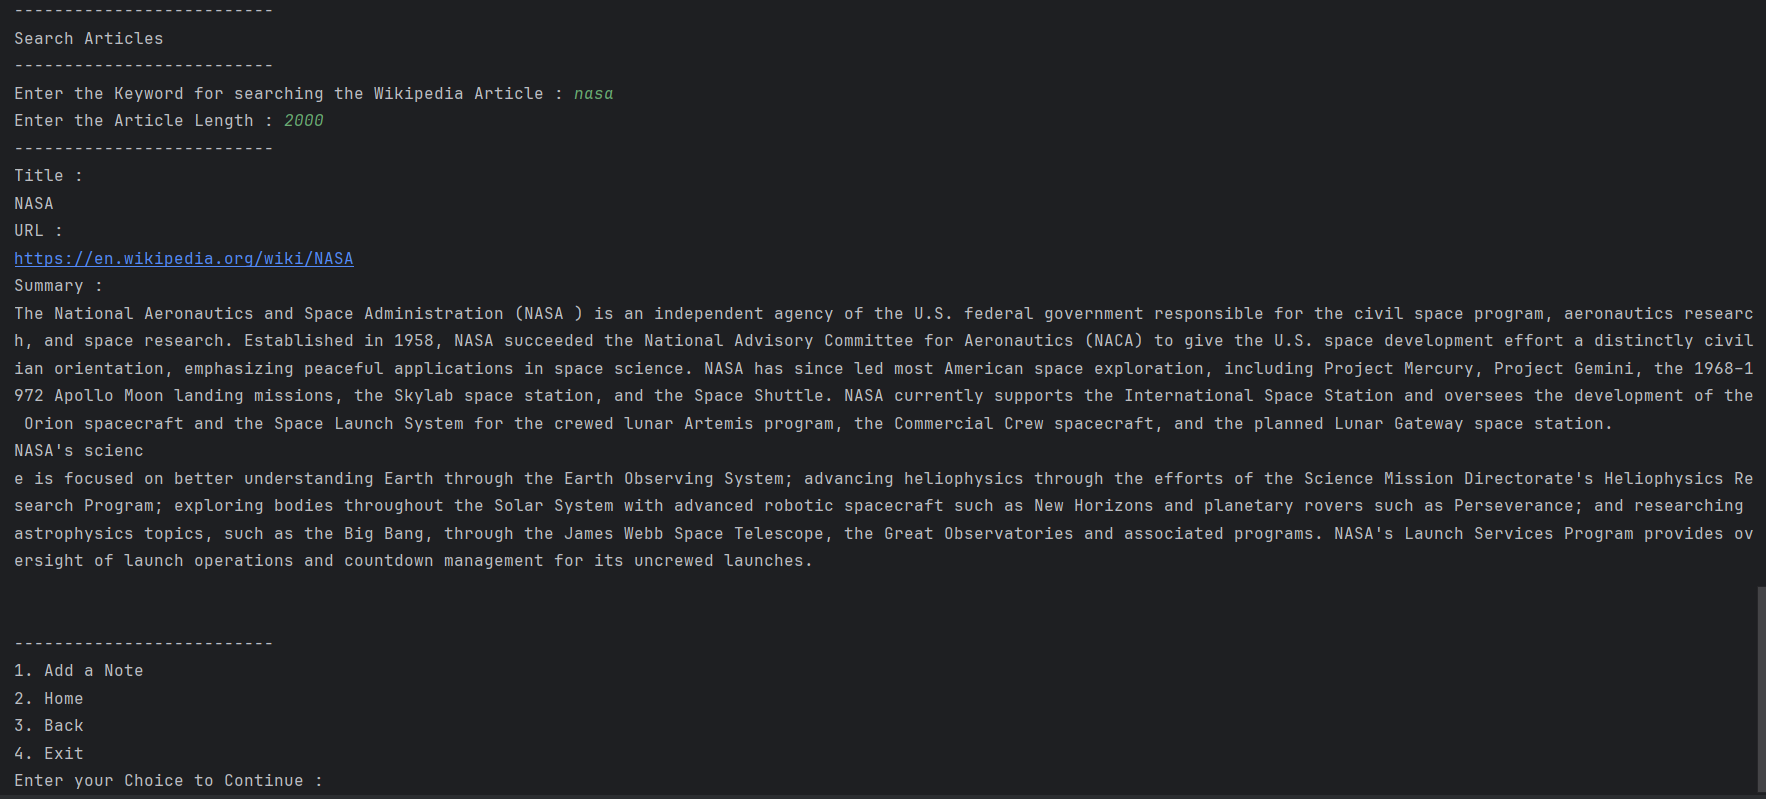 --------------------------
Search Articles
--------------------------
Enter the Keyword for searching the Wikipedia Article : nasa
Enter the Article Length : 2000
--------------------------
Title :
NASA
URL :
https://en.wikipedia.org/wiki/NASA
Summary :
The National Aeronautics and Space Administration (NASA ) is an independent agency of the U.S. federal government responsible for the civil space program, aeronautics researc
h, and space research. Established in 1958, NASA succeeded the National Advisory Committee for Aeronautics (NACA) to give the U.S. space development effort a distinctly civil
ian orientation, emphasizing peaceful applications in space science. NASA has since led most American space exploration, including Project Mercury, Project Gemini, the 1968–1
972 Apollo Moon landing missions, the Skylab space station, and the Space Shuttle. NASA currently supports the International Space Station and oversees the development of the
 Orion spacecraft and the Space Launch System for the crewed lunar Artemis program, the Commercial Crew spacecraft, and the planned Lunar Gateway space station.
NASA's scienc
e is focused on better understanding Earth through the Earth Observing System; advancing heliophysics through the efforts of the Science Mission Directorate's Heliophysics Re
search Program; exploring bodies throughout the Solar System with advanced robotic spacecraft such as New Horizons and planetary rovers such as Perseverance; and researching
astrophysics topics, such as the Big Bang, through the James Webb Space Telescope, the Great Observatories and associated programs. NASA's Launch Services Program provides ov
ersight of launch operations and countdown management for its uncrewed launches.
--------------------------
1. Add a Note
2. Home
3. Back
4. Exit
Enter your Choice to Continue :